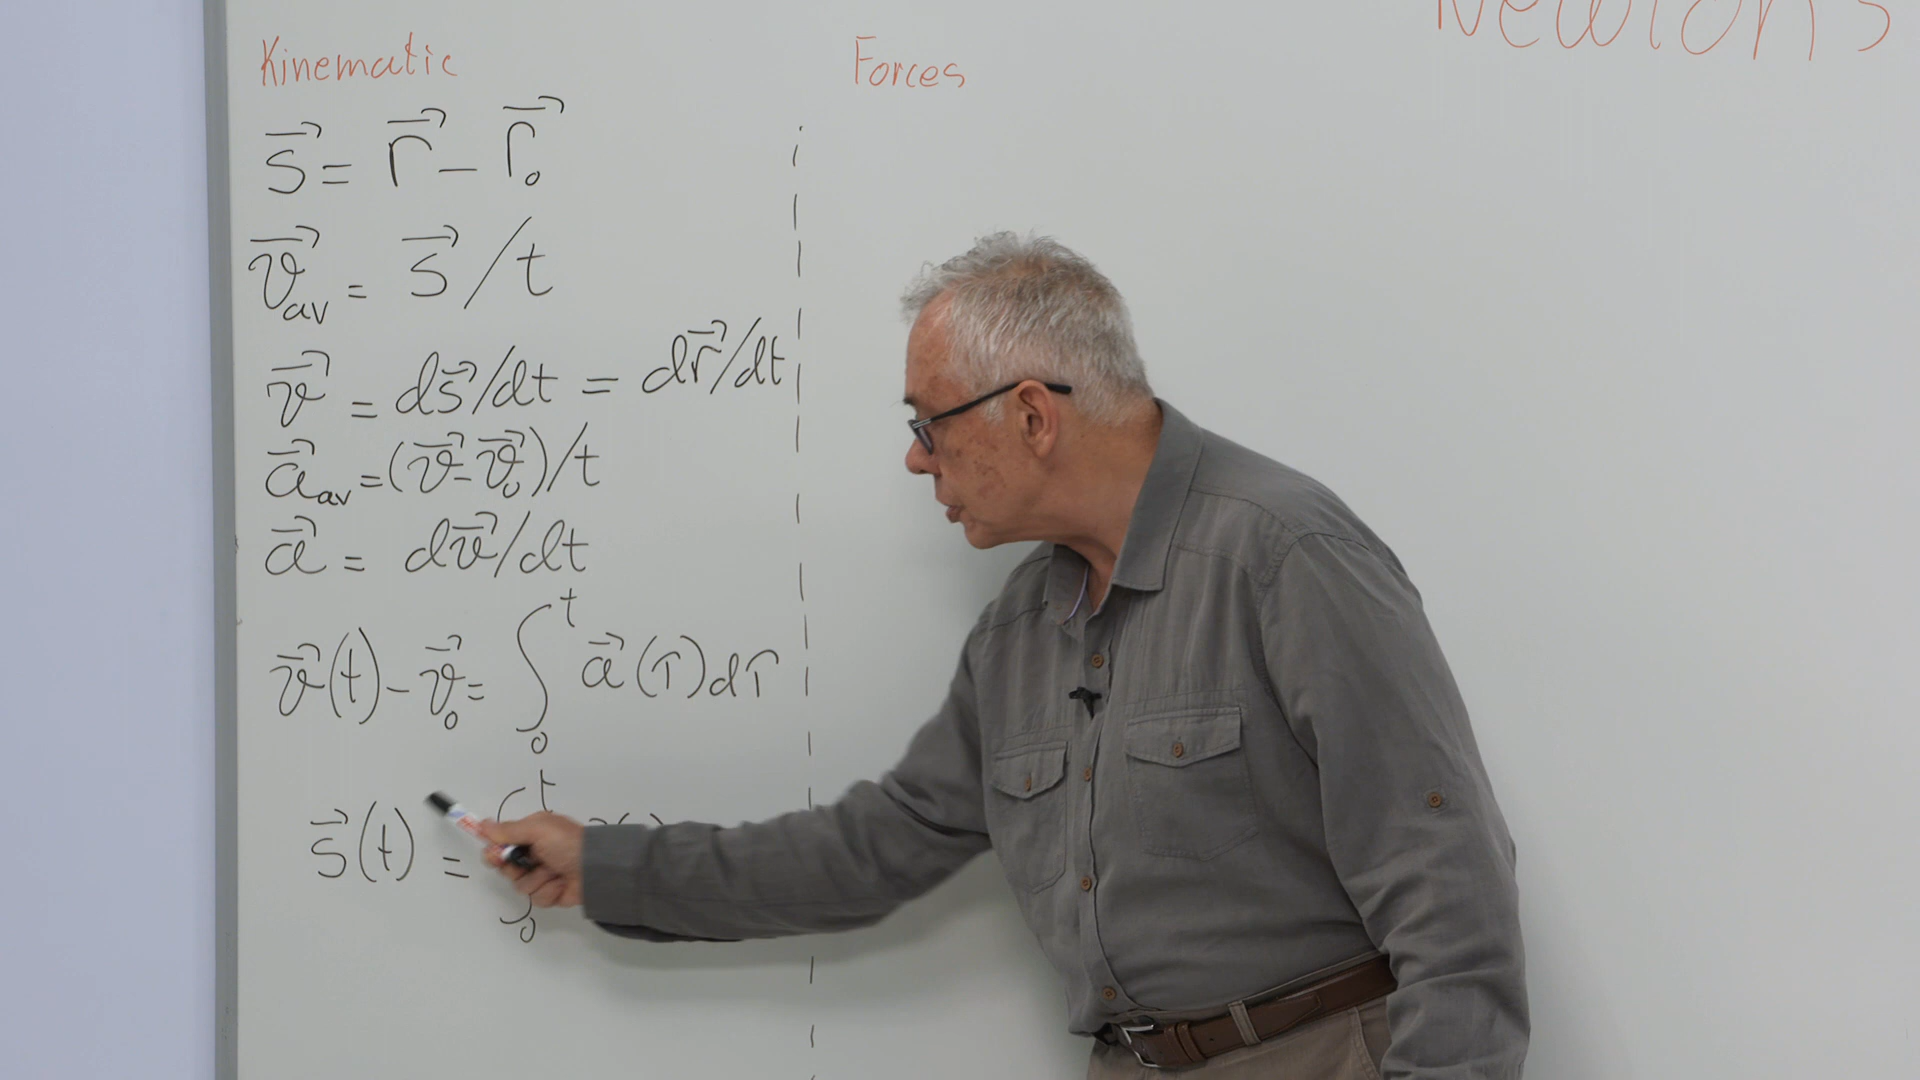 Newton's
Kinematic
Forces
s⃗ = r⃗ − r⃗₀
v⃗av = s⃗ / t
v⃗ = ds⃗/dt = dr⃗/dt
a⃗av = (v⃗ − v⃗₀)/t
a⃗ = dv⃗/dt
v⃗(t) − v⃗₀ = ∫₀ᵗ a⃗(τ)dτ
s⃗(t) = ∫₀ᵗ